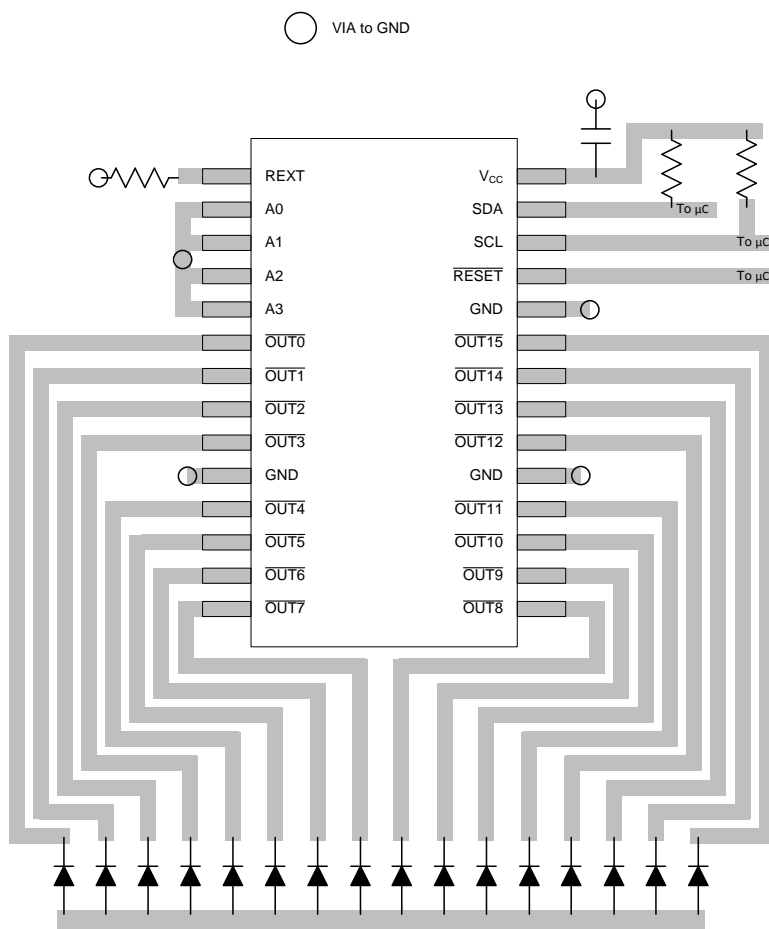 VIA to GND
REXT
A0
A1
A2
A3
OUT0
OUT1
OUT2
OUT3
GND
OUT4
OUT5
OUT6
OUT7
VCC
SDA
SCL
RESET
GND
OUT15
OUT14
OUT13
OUT12
GND
OUT11
OUT10
OUT9
OUT8
To µC
To µC
To µC